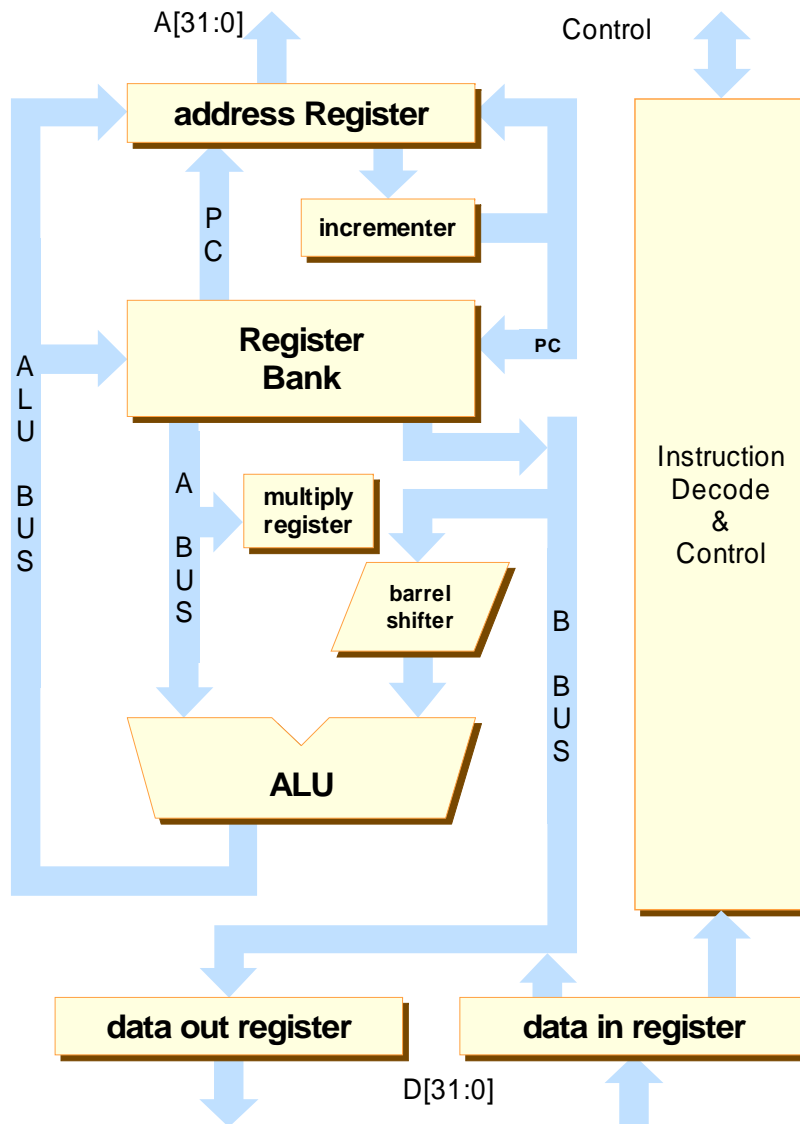 A[31:0]
Control
address Register
P
C
incrementer
Register
Bank
PC
A
L
U
B
U
S
A
B
U
S
multiply
register
barrel
shifter
B
B
U
S
Instruction
Decode
&
Control
ALU
data out register
data in register
D[31:0]